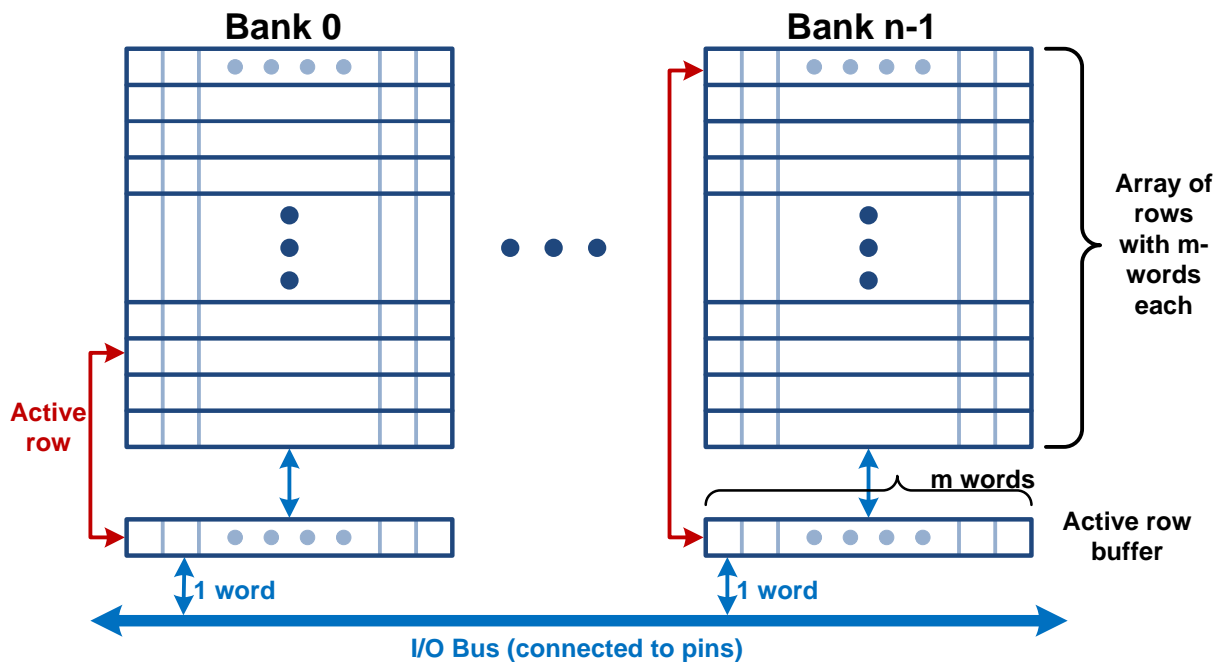 Bank 0
Bank n-1
Array of
rows
with m-
words
each
Active
row
m words
Active row
buffer
1 word
1 word
I/O Bus (connected to pins)